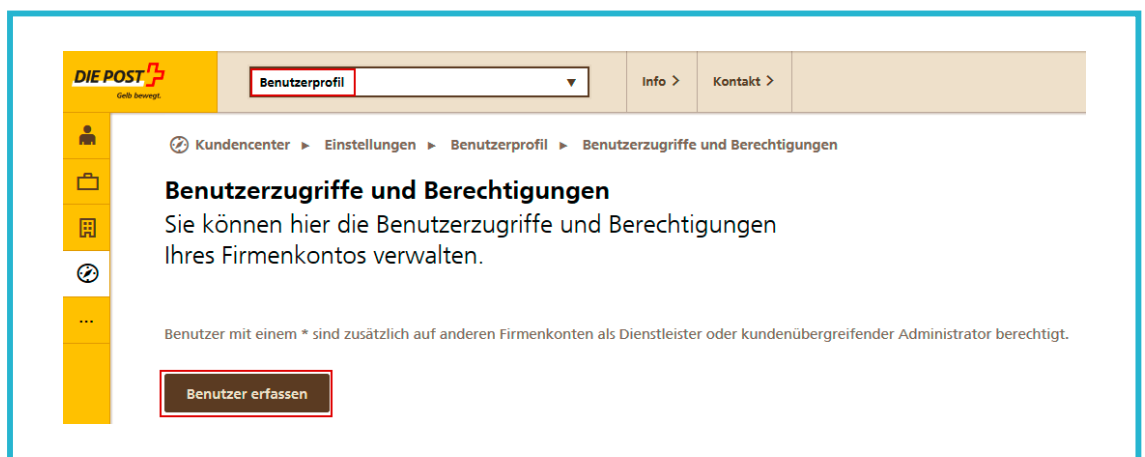 DIE POST
Gelb bewegt.
Benutzerprofil ▼
Info >
Kontakt >
Kundencenter ► Einstellungen ► Benutzerprofil ► Benutzerzugriffe und Berechtigungen
Benutzerzugriffe und Berechtigungen
Sie können hier die Benutzerzugriffe und Berechtigungen
Ihres Firmenkontos verwalten.
...
Benutzer mit einem * sind zusätzlich auf anderen Firmenkonten als Dienstleister oder kundenübergreifender Administrator berechtigt.
Benutzer erfassen